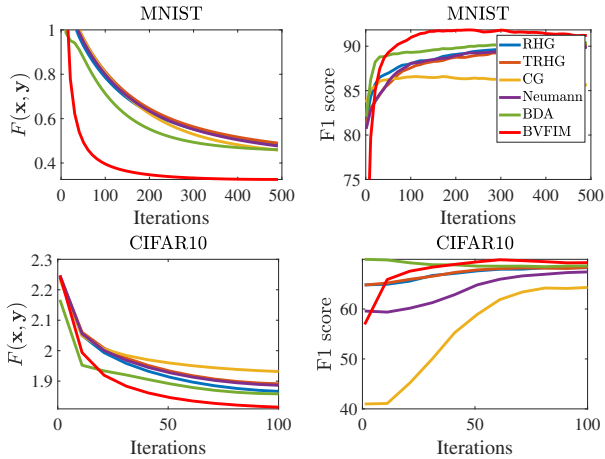 MNIST
1
0.8
0.6
0.4
0 100 200 300 400 500
Iterations
F(x, y)
MNIST
90
85
80
75
0 100 200 300 400 500
Iterations
F1 score
RHG
TRHG
CG
Neumann
BDA
BVFIM
CIFAR10
2.3
2.2
2.1
2
1.9
0 50 100
Iterations
F(x, y)
CIFAR10
60
50
40
0 50 100
Iterations
F1 score